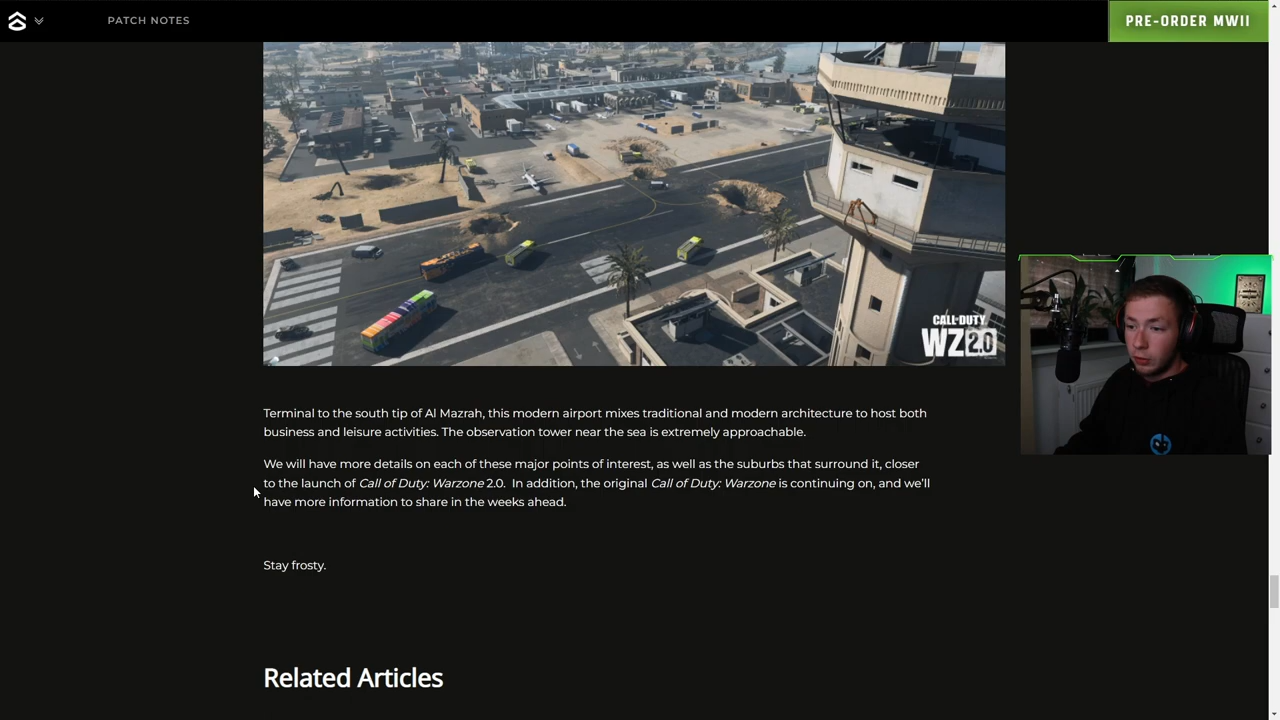 PATCH NOTES
PRE-ORDER MWII
CALL OF DUTY
WZ 2.0
Terminal to the south tip of Al Mazrah, this modern airport mixes traditional and modern architecture to host both
business and leisure activities. The observation tower near the sea is extremely approachable.
We will have more details on each of these major points of interest, as well as the suburbs that surround it, closer
to the launch of Call of Duty: Warzone 2.0.  In addition, the original Call of Duty: Warzone is continuing on, and we'll
have more information to share in the weeks ahead.
Stay frosty.
Related Articles